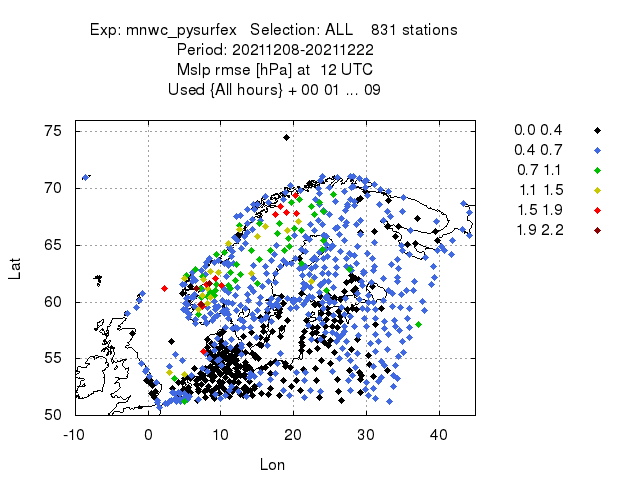 Exp: mnwc_pysurfex   Selection: ALL    831 stations
Period: 20211208-20211222
Mslp rmse [hPa] at  12 UTC
Used {All hours} + 00 01 ... 09
75
70
65
60
55
50
-10 0 10 20 30 40
Lat
Lon
0.0 0.4
0.4 0.7
0.7 1.1
1.1 1.5
1.5 1.9
1.9 2.2